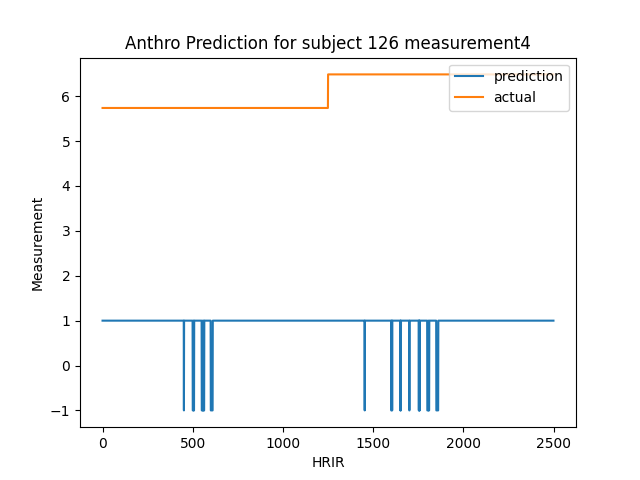 Anthro Prediction for subject 126 measurement4
prediction
actual
6
5
4
3
2
1
0
−1
Measurement
0 500 1000 1500 2000 2500
HRIR